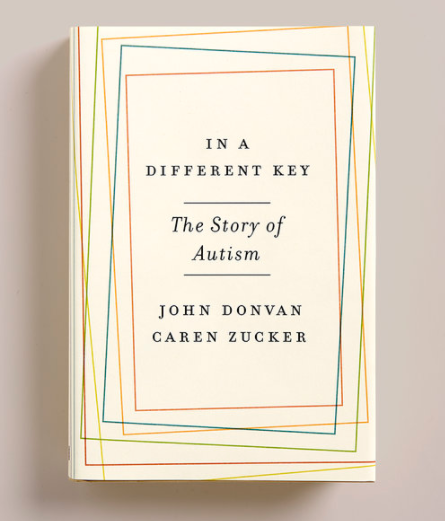 IN A
DIFFERENT KEY
The Story of
Autism
JOHN DONVAN
CAREN ZUCKER